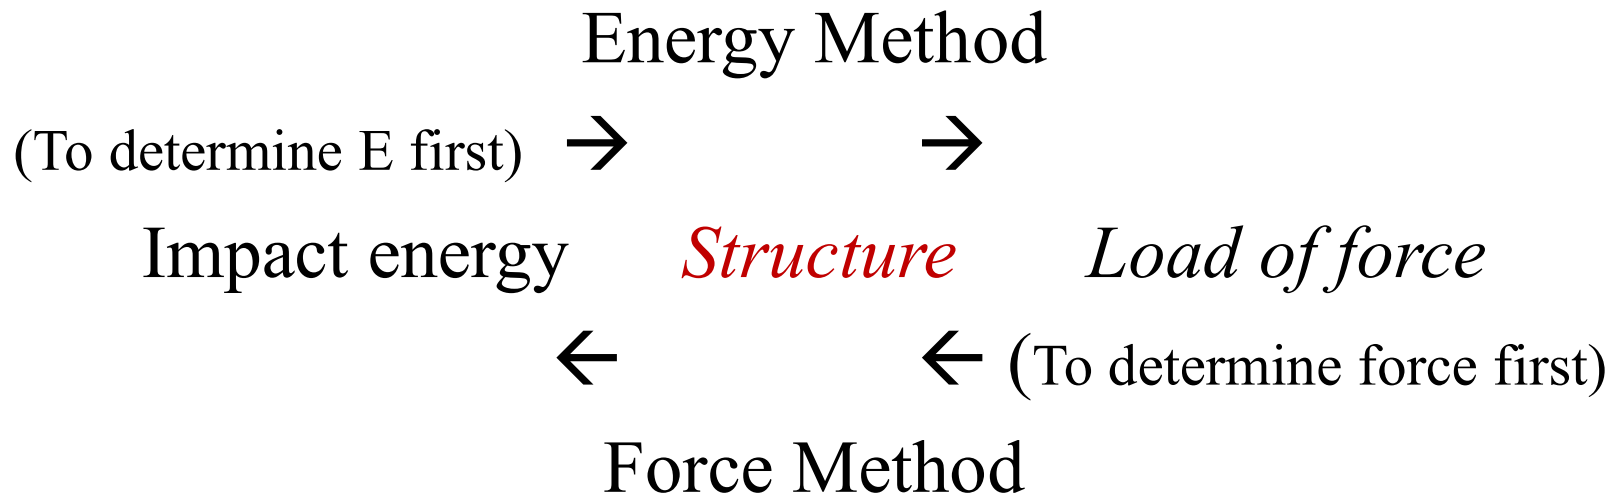 Energy Method
(To determine E first) → →
Impact energy Structure Load of force
← ← (To determine force first)
Force Method